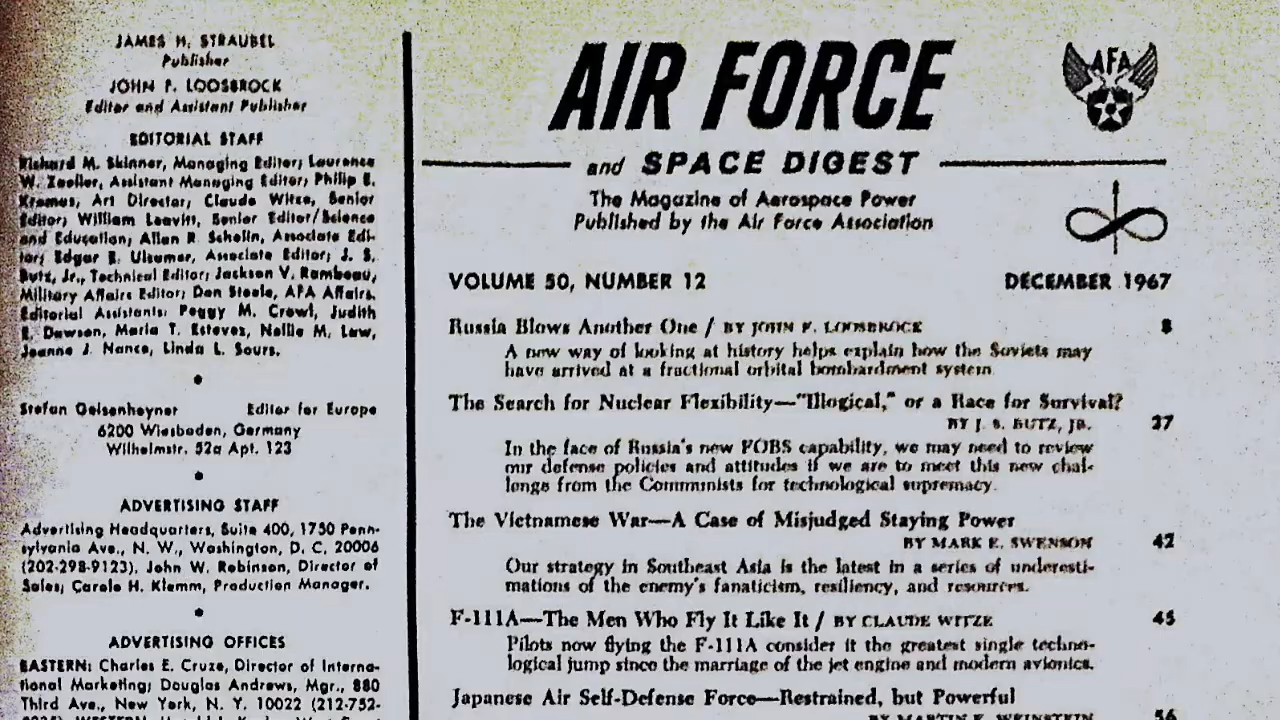 JAMES H. STRAUBEL
Publisher
JOHN F. LOOSBROCK
Editor and Assistant Publisher
EDITORIAL STAFF
Richard M. Skinner, Managing Editor; Laurence
W. Zoeller, Assistant Managing Editor; Philip E.
Kromas, Art Director; Claude Witze, Senior
Editor; William Leavitt, Senior Editor/Science
and Education; Allan R. Scholin, Associate Edi-
tor; Edgar E. Ulsamer, Associate Editor; J. S.
Butz, Jr., Technical Editor; Jackson V. Rambeau,
Military Affairs Editor; Don Steele, AFA Affairs.
Editorial Assistants: Peggy M. Crowl, Judith
Dawson, Maria T. Estevez, Nellie M. Law,
Jeanne J. Nance, Linda L. Sours.
Stefan Geisenheyner Editor for Europe
6200 Wiesbaden, Germany
Wilhelmstr. 52a Apt. 123
ADVERTISING STAFF
Advertising Headquarters, Suite 400, 1750 Penn-
sylvania Ave., N. W., Washington, D. C. 20006
(202-298-9123). John W. Robinson, Director of
Sales; Carole H. Klemm, Production Manager.
ADVERTISING OFFICES
EASTERN: Charles E. Cruze, Director of Interna-
tional Marketing; Douglas Andrews, Mgr., 880
Third Ave., New York, N. Y. 10022 (212-752-
AIR FORCE
AFA
and SPACE DIGEST
The Magazine of Aerospace Power
Published by the Air Force Association
VOLUME 50, NUMBER 12 DECEMBER 1967
Russia Blows Another One / BY JOHN F. LOOSBROCK 8
A new way of looking at history helps explain how the Soviets may
have arrived at a fractional orbital bombardment system.
The Search for Nuclear Flexibility—"Illogical," or a Race for Survival?
BY J. S. BUTZ, JR. 37
In the face of Russia's new FOBS capability, we may need to review
our defense policies and attitudes if we are to meet this new chal-
lenge from the Communists for technological supremacy.
The Vietnamese War—A Case of Misjudged Staying Power
BY MARK E. SWENSON 42
Our strategy in Southeast Asia is the latest in a series of underesti-
mations of the enemy's fanaticism, resiliency, and resources.
F-111A—The Men Who Fly It Like It / BY CLAUDE WITZE 45
Pilots now flying the F-111A consider it the greatest single techno-
logical jump since the marriage of the jet engine and modern avionics.
Japanese Air Self-Defense Force—Restrained, but Powerful
BY MARTIN E. WEINSTEIN 56